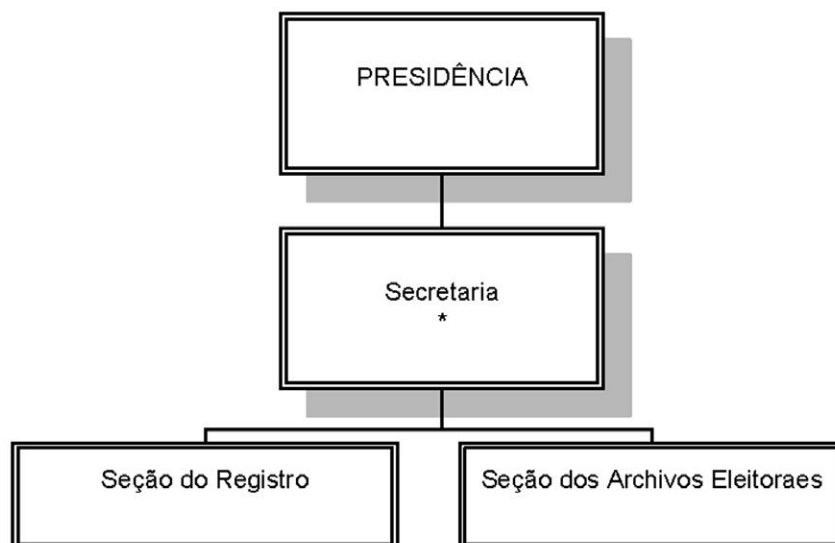 PRESIDÊNCIA
Secretaria
*
Seção do Registro
Seção dos Archivos Eleitoraes